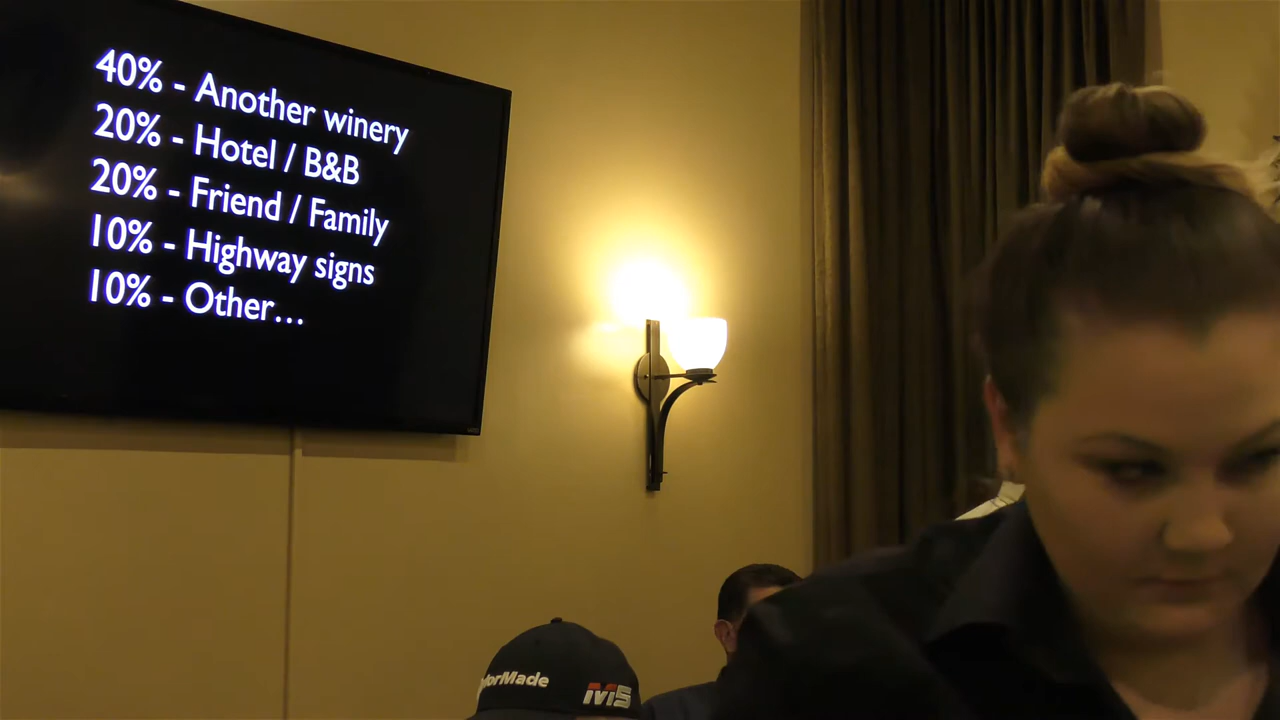 40% - Another winery
20% - Hotel / B&B
20% - Friend / Family
10% - Highway signs
10% - Other...
M5